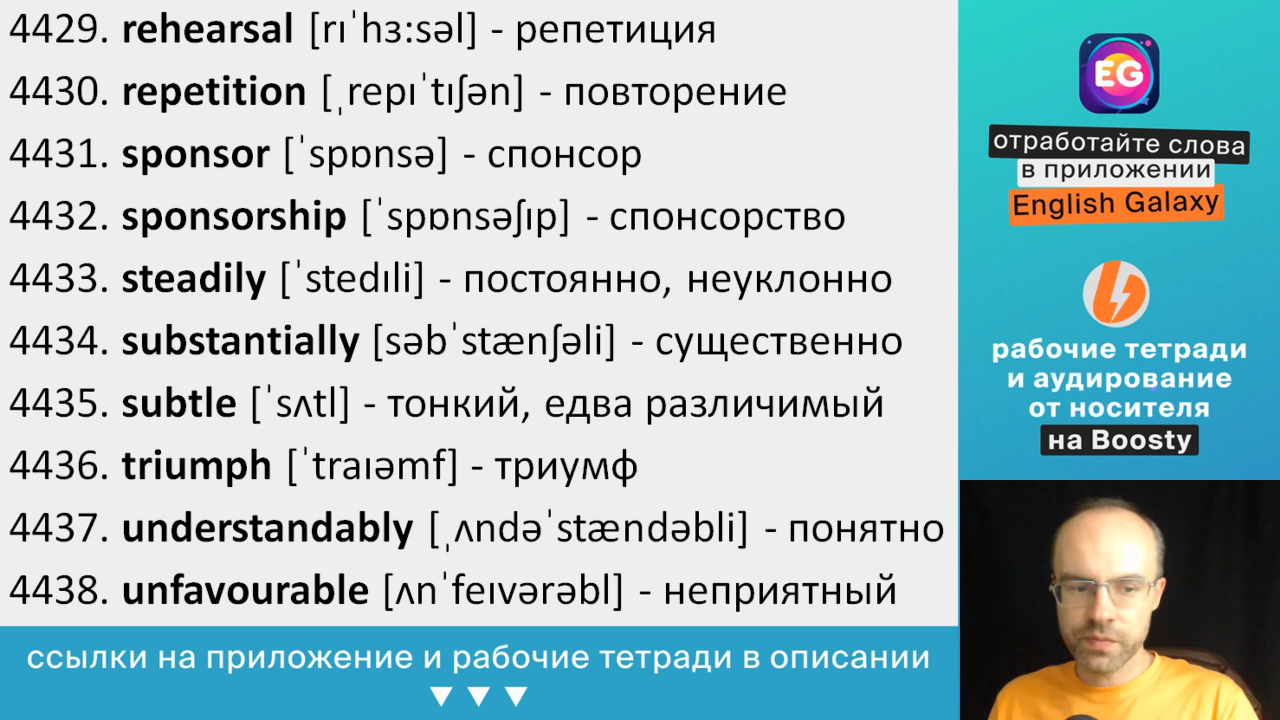 4429. rehearsal [rɪˈhɜːsəl] - репетиция
4430. repetition [ˌrepɪˈtɪʃən] - повторение
4431. sponsor [ˈspɒnsə] - спонсор
4432. sponsorship [ˈspɒnsəʃɪp] - спонсорство
4433. steadily [ˈstedɪli] - постоянно, неуклонно
4434. substantially [səbˈstænʃəli] - существенно
4435. subtle [ˈsʌtl] - тонкий, едва различимый
4436. triumph [ˈtraɪəmf] - триумф
4437. understandably [ˌʌndəˈstændəbli] - понятно
4438. unfavourable [ʌnˈfeɪvərəbl] - неприятный
ссылки на приложение и рабочие тетради в описании
EG
отработайте слова
в приложении
English Galaxy
рабочие тетради
и аудирование
от носителя
на Boosty